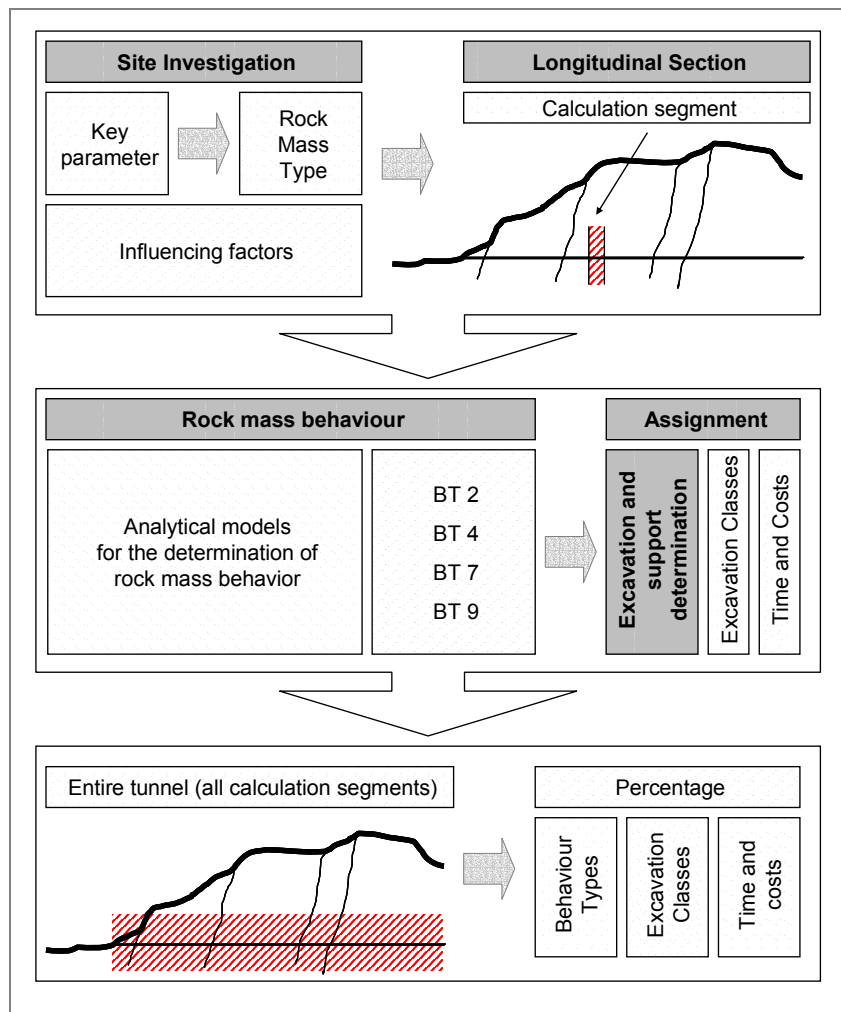 Site Investigation
Longitudinal Section
Key
parameter
Rock
Mass
Type
Calculation segment
Influencing factors
Rock mass behaviour
Assignment
Analytical models
for the determination of
rock mass behavior
BT 2
BT 4
BT 7
BT 9
Excavation and
support
determination
Excavation Classes
Time and Costs
Entire tunnel (all calculation segments)
Percentage
Behaviour
Types
Excavation
Classes
Time and
costs